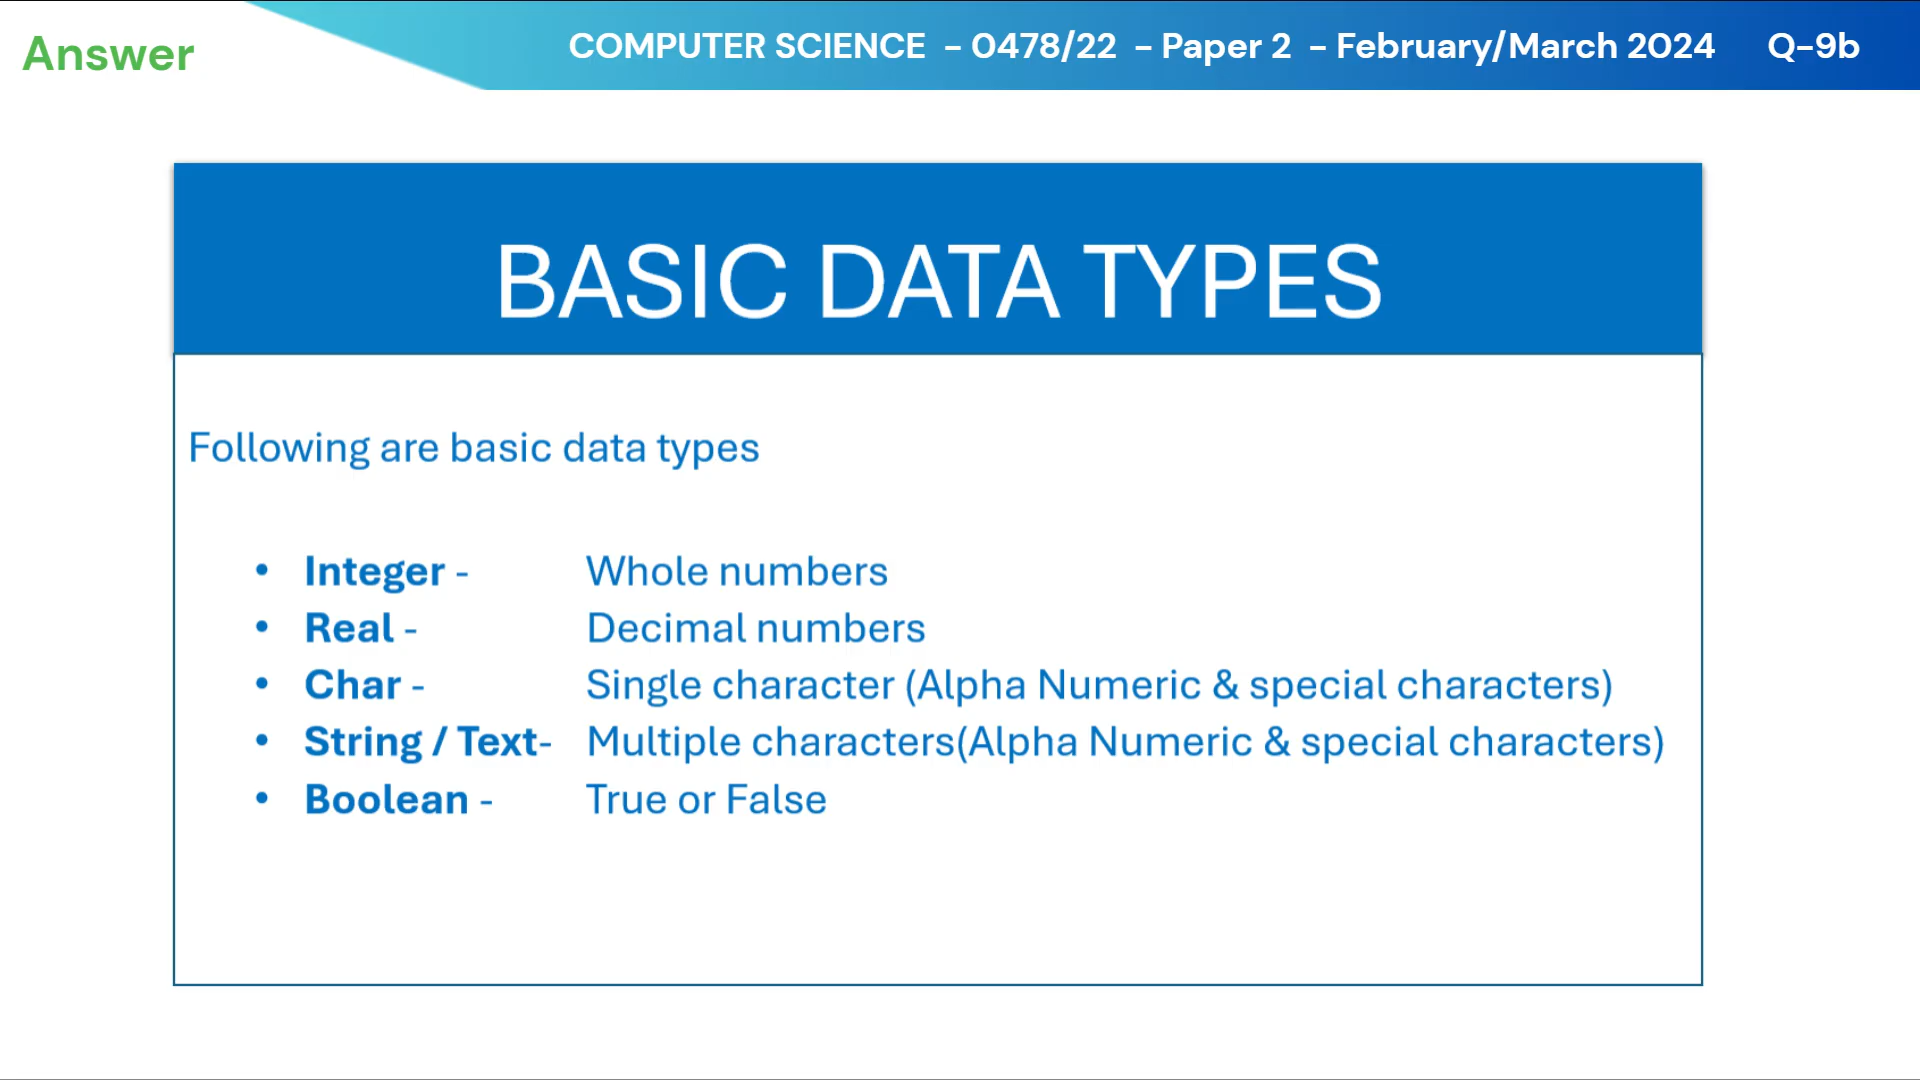 Answer
COMPUTER SCIENCE - 0478/22 - Paper 2 - February/March 2024 Q-9b
BASIC DATA TYPES
Following are basic data types
• Integer - Whole numbers
• Real - Decimal numbers
• Char - Single character (Alpha Numeric & special characters)
• String / Text- Multiple characters(Alpha Numeric & special characters)
• Boolean - True or False